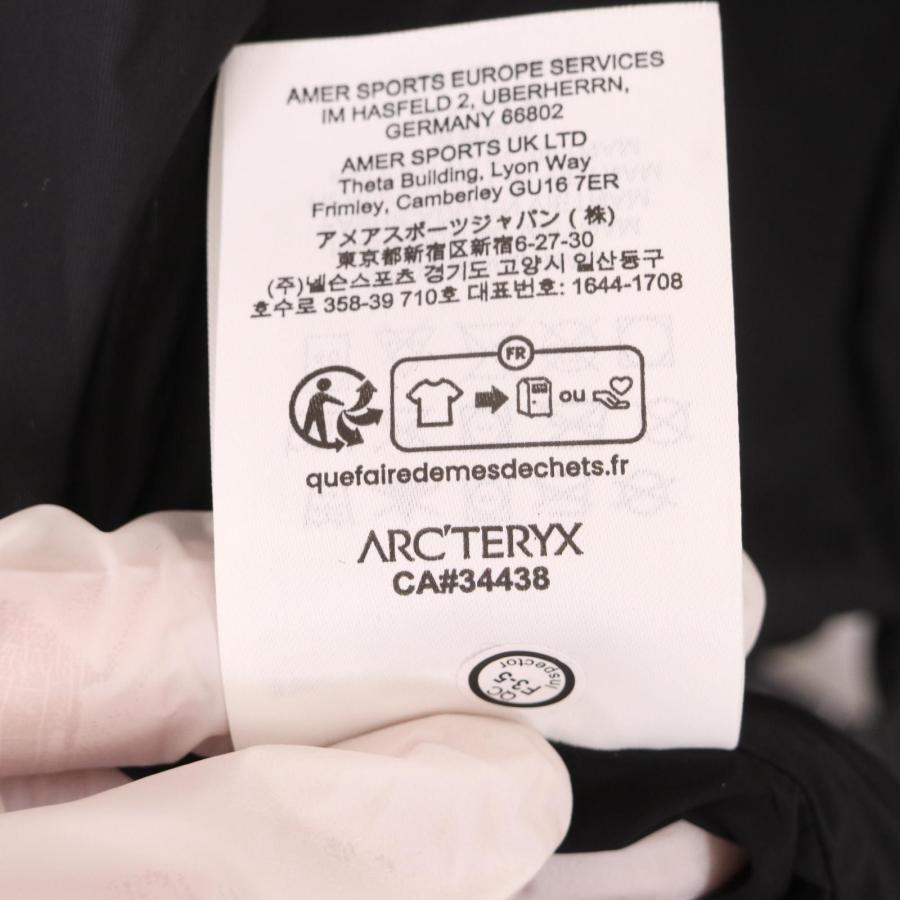 AMER SPORTS EUROPE SERVICES
IM HASFELD 2, UBERHERRN,
GERMANY 66802
AMER SPORTS UK LTD
Theta Building, Lyon Way
Frimley, Camberley GU16 7ER
アメアスポーツジャパン ( 株)
東京都新宿区新宿6-27-30
(주)넬슨스포츠 경기도 고양시 일산동구
호수로 358-39 710호 대표번호: 1644-1708
FR
ou
quefairedemesdechets.fr
ARC'TERYX
CA#34438
QC Inspector
F3-5